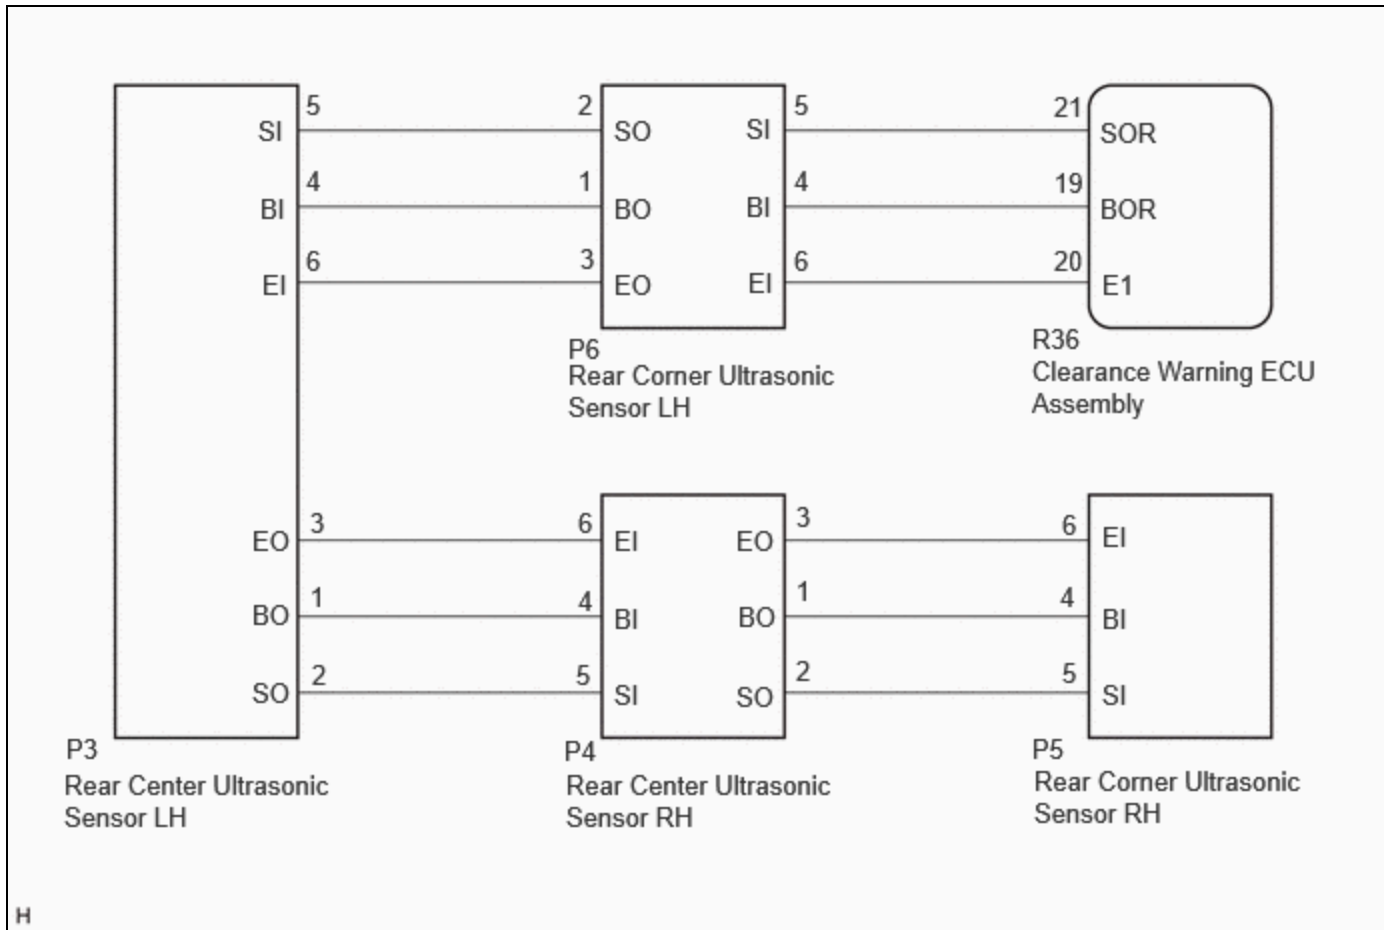 5 2 5 21
SI SO SI SOR
4 1 4 19
BI BO BI BOR
6 3 6 20
EI EO EI E1
P6
Rear Corner Ultrasonic
Sensor LH
R36
Clearance Warning ECU
Assembly
3 6 3 6
EO EI EO EI
1 4 1 4
BO BI BO BI
2 5 2 5
SO SI SO SI
P3
Rear Center Ultrasonic
Sensor LH
P4
Rear Center Ultrasonic
Sensor RH
P5
Rear Corner Ultrasonic
Sensor RH
H